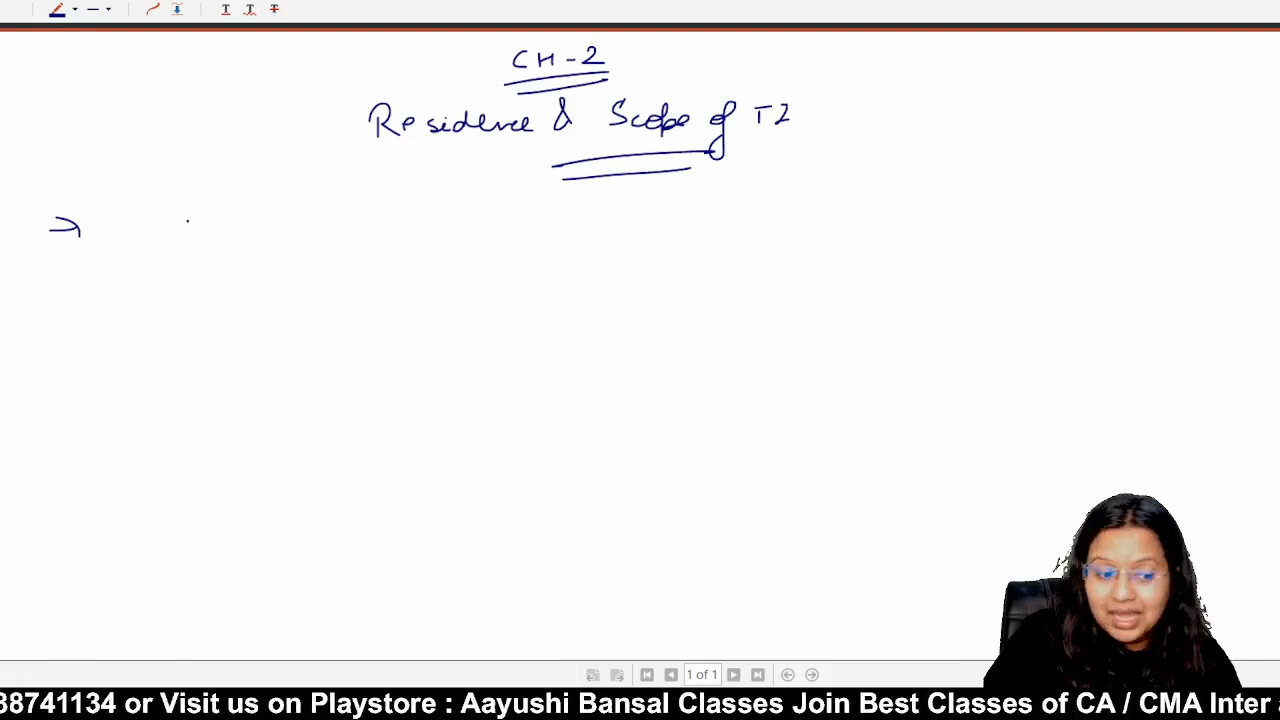 CH-2
Residence & Scope of TI
1 of 1
38741134 or Visit us on Playstore : Aayushi Bansal Classes Join Best Classes of CA / CMA Inter